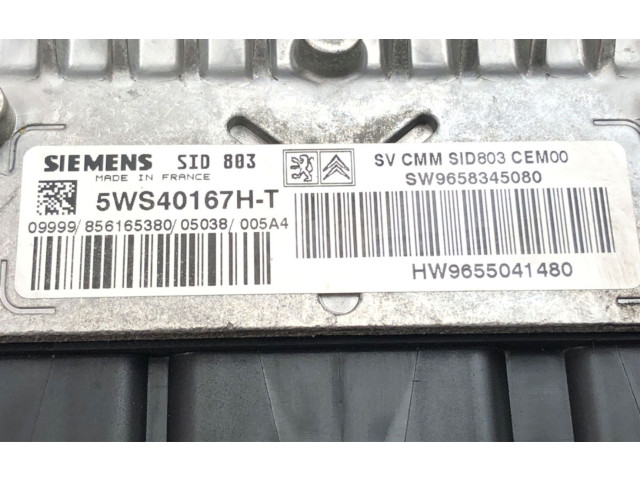 SIEMENS SID 803
MADE IN FRANCE
5WS40167H-T
09999/856165380/05038/005A4
SV CMM SID803 CEM00
SW9658345080
HW9655041480